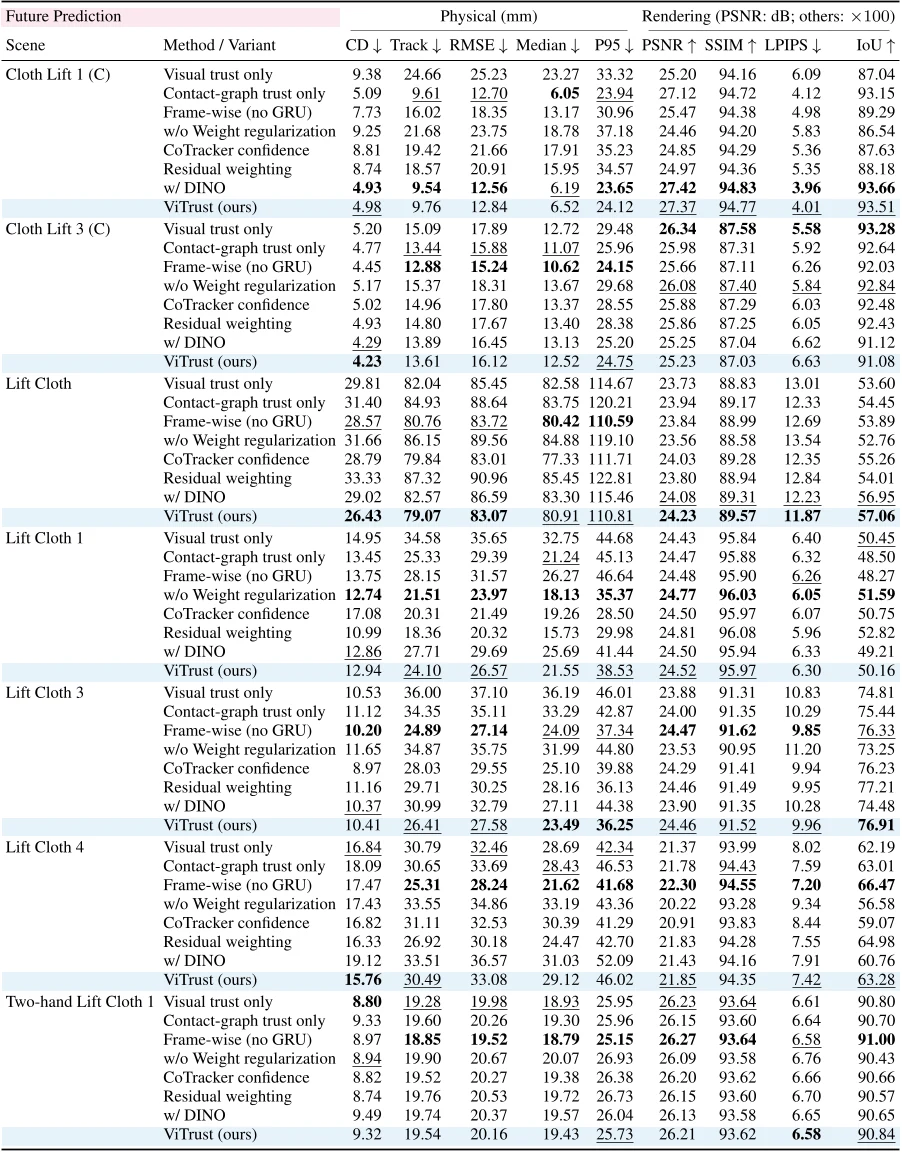 Future Prediction Physical (mm) Rendering (PSNR: dB; others: ×100)
Scene Method / Variant CD ↓ Track ↓ RMSE ↓ Median ↓ P95 ↓ PSNR ↑ SSIM ↑ LPIPS ↓ IoU ↑
Cloth Lift 1 (C) Visual trust only 9.38 24.66 25.23 23.27 33.32 25.20 94.16 6.09 87.04
Contact-graph trust only 5.09 9.61 12.70 6.05 23.94 27.12 94.72 4.12 93.15
Frame-wise (no GRU) 7.73 16.02 18.35 13.17 30.96 25.47 94.38 4.98 89.29
w/o Weight regularization 9.25 21.68 23.75 18.78 37.18 24.46 94.20 5.83 86.54
CoTracker confidence 8.81 19.42 21.66 17.91 35.23 24.85 94.29 5.36 87.63
Residual weighting 8.74 18.57 20.91 15.95 34.57 24.97 94.36 5.35 88.18
w/ DINO 4.93 9.54 12.56 6.19 23.65 27.42 94.83 3.96 93.66
ViTrust (ours) 4.98 9.76 12.84 6.52 24.12 27.37 94.77 4.01 93.51
Cloth Lift 3 (C) Visual trust only 5.20 15.09 17.89 12.72 29.48 26.34 87.58 5.58 93.28
Contact-graph trust only 4.77 13.44 15.88 11.07 25.96 25.98 87.31 5.92 92.64
Frame-wise (no GRU) 4.45 12.88 15.24 10.62 24.15 25.66 87.11 6.26 92.03
w/o Weight regularization 5.17 15.37 18.31 13.67 29.68 26.08 87.40 5.84 92.84
CoTracker confidence 5.02 14.96 17.80 13.37 28.55 25.88 87.29 6.03 92.48
Residual weighting 4.93 14.80 17.67 13.40 28.38 25.86 87.25 6.05 92.43
w/ DINO 4.29 13.89 16.45 13.13 25.20 25.25 87.04 6.62 91.12
ViTrust (ours) 4.23 13.61 16.12 12.52 24.75 25.23 87.03 6.63 91.08
Lift Cloth Visual trust only 29.81 82.04 85.45 82.58 114.67 23.73 88.83 13.01 53.60
Contact-graph trust only 31.40 84.93 88.64 83.75 120.21 23.94 89.17 12.33 54.45
Frame-wise (no GRU) 28.57 80.76 83.72 80.42 110.59 23.84 88.99 12.69 53.89
w/o Weight regularization 31.66 86.15 89.56 84.88 119.10 23.56 88.58 13.54 52.76
CoTracker confidence 28.79 79.84 83.01 77.33 111.71 24.03 89.28 12.35 55.26
Residual weighting 33.33 87.32 90.96 85.45 122.81 23.80 88.94 12.84 54.01
w/ DINO 29.02 82.57 86.59 83.30 115.46 24.08 89.31 12.23 56.95
ViTrust (ours) 26.43 79.07 83.07 80.91 110.81 24.23 89.57 11.87 57.06
Lift Cloth 1 Visual trust only 14.95 34.58 35.65 32.75 44.68 24.43 95.84 6.40 50.45
Contact-graph trust only 13.45 25.33 29.39 21.24 45.13 24.47 95.88 6.32 48.50
Frame-wise (no GRU) 13.75 28.15 31.57 26.27 46.64 24.48 95.90 6.26 48.27
w/o Weight regularization 12.74 21.51 23.97 18.13 35.37 24.77 96.03 6.05 51.59
CoTracker confidence 17.08 20.31 21.49 19.26 28.50 24.50 95.97 6.07 50.75
Residual weighting 10.99 18.36 20.32 15.73 29.98 24.81 96.08 5.96 52.82
w/ DINO 12.86 27.71 29.69 25.69 41.44 24.50 95.94 6.33 49.21
ViTrust (ours) 12.94 24.10 26.57 21.55 38.53 24.52 95.97 6.30 50.16
Lift Cloth 3 Visual trust only 10.53 36.00 37.10 36.19 46.01 23.88 91.31 10.83 74.81
Contact-graph trust only 11.12 34.35 35.11 33.29 42.87 24.00 91.35 10.29 75.44
Frame-wise (no GRU) 10.20 24.89 27.14 24.09 37.34 24.47 91.62 9.85 76.33
w/o Weight regularization 11.65 34.87 35.75 31.99 44.80 23.53 90.95 11.20 73.25
CoTracker confidence 8.97 28.03 29.55 25.10 39.88 24.29 91.41 9.94 76.23
Residual weighting 11.16 29.71 30.25 28.16 36.13 24.46 91.49 9.95 77.21
w/ DINO 10.37 30.99 32.79 27.11 44.38 23.90 91.35 10.28 74.48
ViTrust (ours) 10.41 26.41 27.58 23.49 36.25 24.46 91.52 9.96 76.91
Lift Cloth 4 Visual trust only 16.84 30.79 32.46 28.69 42.34 21.37 93.99 8.02 62.19
Contact-graph trust only 18.09 30.65 33.69 28.43 46.53 21.78 94.43 7.59 63.01
Frame-wise (no GRU) 17.47 25.31 28.24 21.62 41.68 22.30 94.55 7.20 66.47
w/o Weight regularization 17.43 33.55 34.86 33.19 43.36 20.22 93.28 9.34 56.58
CoTracker confidence 16.82 31.11 32.53 30.39 41.29 20.91 93.83 8.44 59.07
Residual weighting 16.33 26.92 30.18 24.47 42.70 21.83 94.28 7.55 64.98
w/ DINO 19.12 33.51 36.57 31.03 52.09 21.43 94.16 7.91 60.76
ViTrust (ours) 15.76 30.49 33.08 29.12 46.02 21.85 94.35 7.42 63.28
Two-hand Lift Cloth 1 Visual trust only 8.80 19.28 19.98 18.93 25.95 26.23 93.64 6.61 90.80
Contact-graph trust only 9.33 19.60 20.26 19.30 25.96 26.15 93.60 6.64 90.70
Frame-wise (no GRU) 8.97 18.85 19.52 18.79 25.15 26.27 93.64 6.58 91.00
w/o Weight regularization 8.94 19.90 20.67 20.07 26.93 26.09 93.58 6.76 90.43
CoTracker confidence 8.82 19.52 20.27 19.38 26.38 26.20 93.62 6.66 90.66
Residual weighting 8.74 19.76 20.53 19.72 26.73 26.15 93.60 6.70 90.57
w/ DINO 9.49 19.74 20.37 19.57 26.04 26.13 93.58 6.65 90.65
ViTrust (ours) 9.32 19.54 20.16 19.43 25.73 26.21 93.62 6.58 90.84